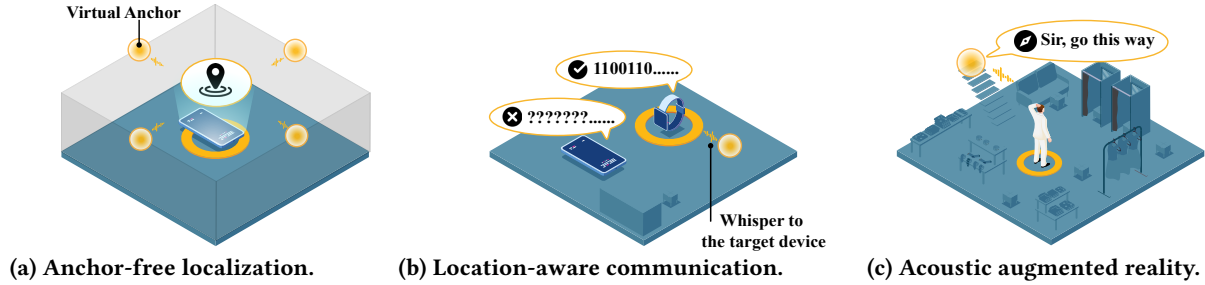 Virtual Anchor
1100110......
???????......
Whisper to
the target device
Sir, go this way
(a) Anchor-free localization.
(b) Location-aware communication.
(c) Acoustic augmented reality.